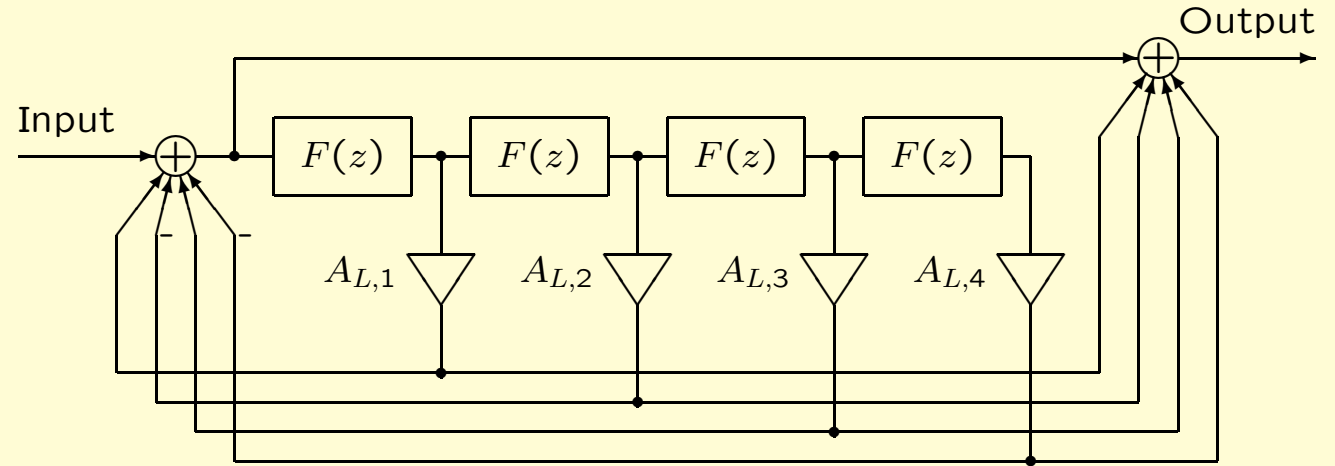 Output
Input
F(z) F(z) F(z) F(z)
- -
A_{L,1} A_{L,2} A_{L,3} A_{L,4}